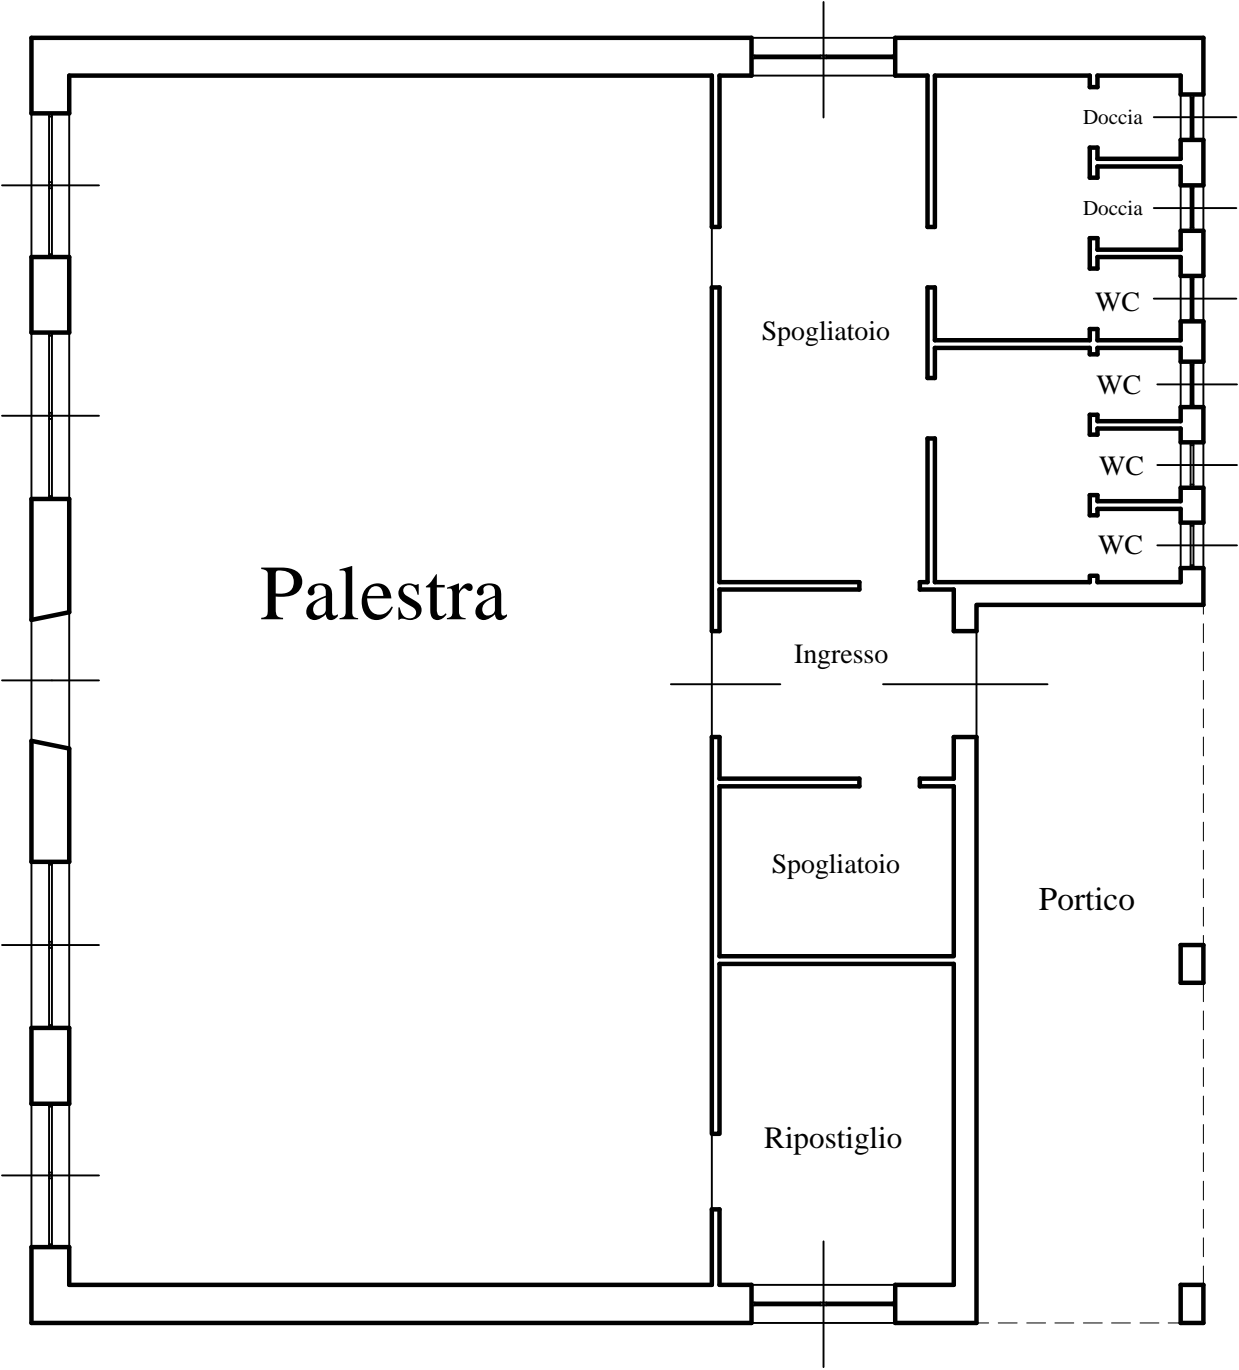 Doccia
Doccia
WC
Spogliatoio
WC
WC
WC
Palestra
Ingresso
Spogliatoio
Portico
Ripostiglio